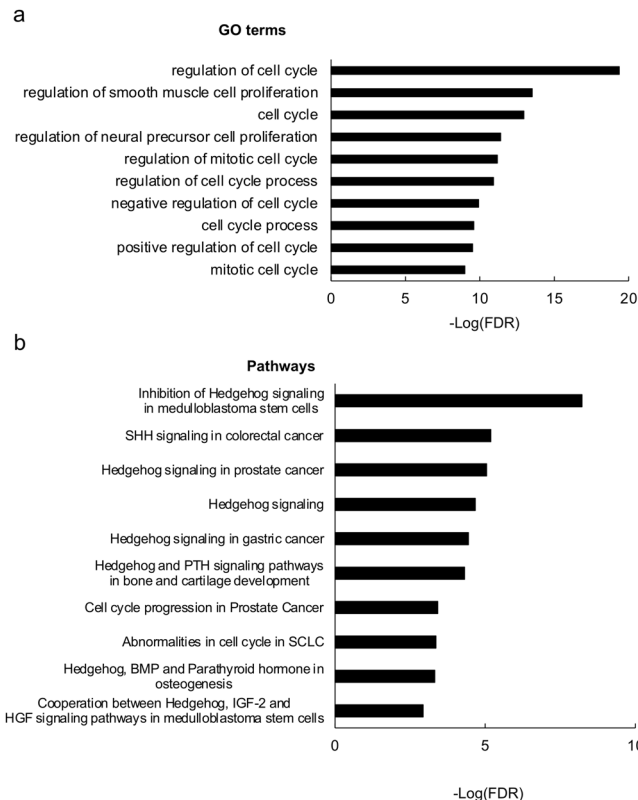 a
GO terms
regulation of cell cycle
regulation of smooth muscle cell proliferation
cell cycle
regulation of neural precursor cell proliferation
regulation of mitotic cell cycle
regulation of cell cycle process
negative regulation of cell cycle
cell cycle process
positive regulation of cell cycle
mitotic cell cycle
0 5 10 15 20
-Log(FDR)
b
Pathways
Inhibition of Hedgehog signaling
in medulloblastoma stem cells
SHH signaling in colorectal cancer
Hedgehog signaling in prostate cancer
Hedgehog signaling
Hedgehog signaling in gastric cancer
Hedgehog and PTH signaling pathways
in bone and cartilage development
Cell cycle progression in Prostate Cancer
Abnormalities in cell cycle in SCLC
Hedgehog, BMP and Parathyroid hormone in
osteogenesis
Cooperation between Hedgehog, IGF-2 and
HGF signaling pathways in medulloblastoma stem cells
0 5 10
-Log(FDR)